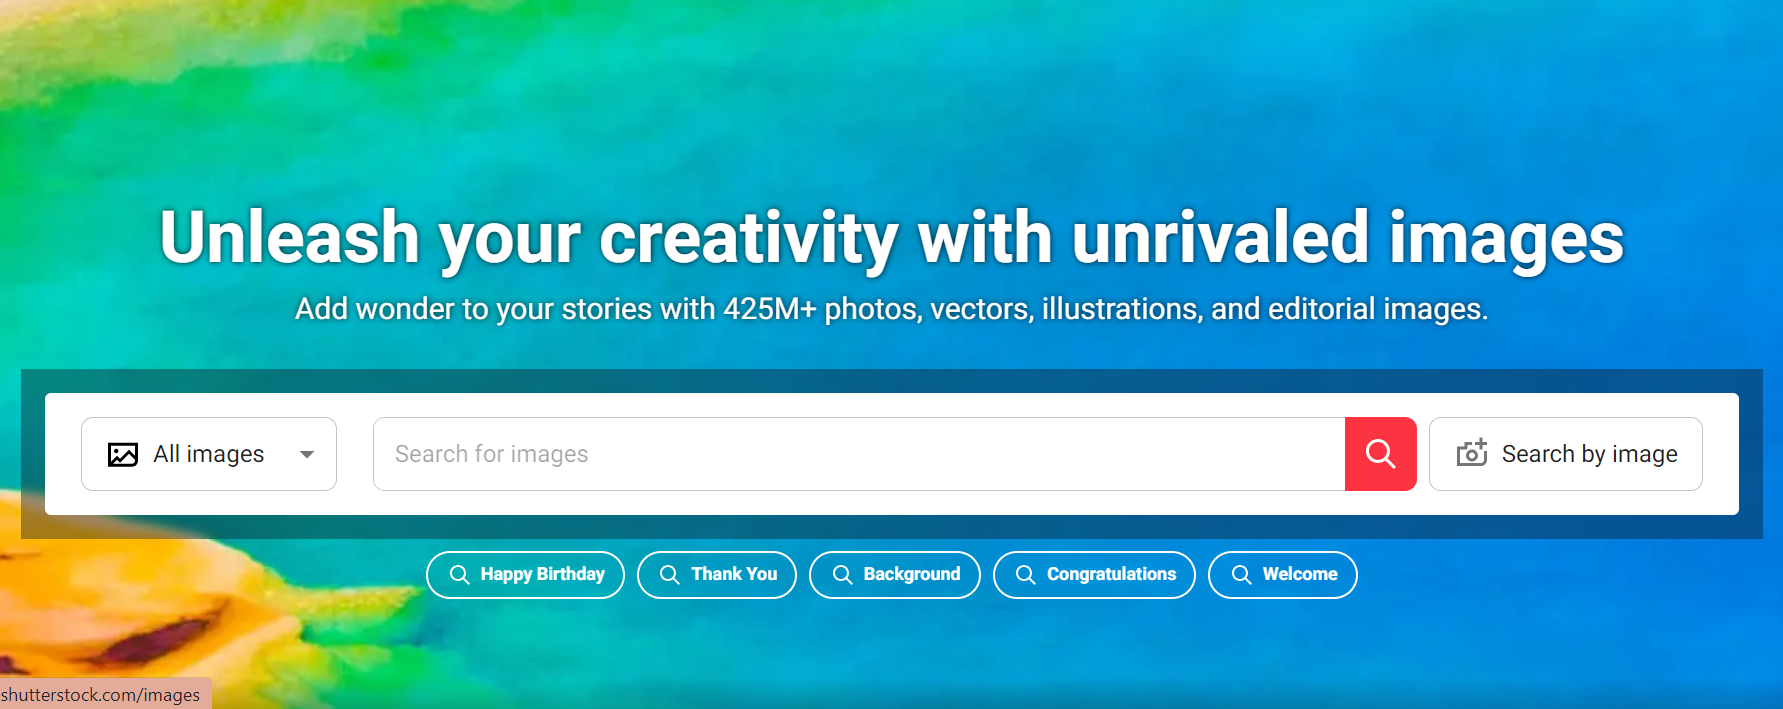 Unleash your creativity with unrivaled images
Add wonder to your stories with 425M+ photos, vectors, illustrations, and editorial images.
All images
Search for images
Search by image
Happy Birthday
Thank You
Background
Congratulations
Welcome
shutterstock.com/images